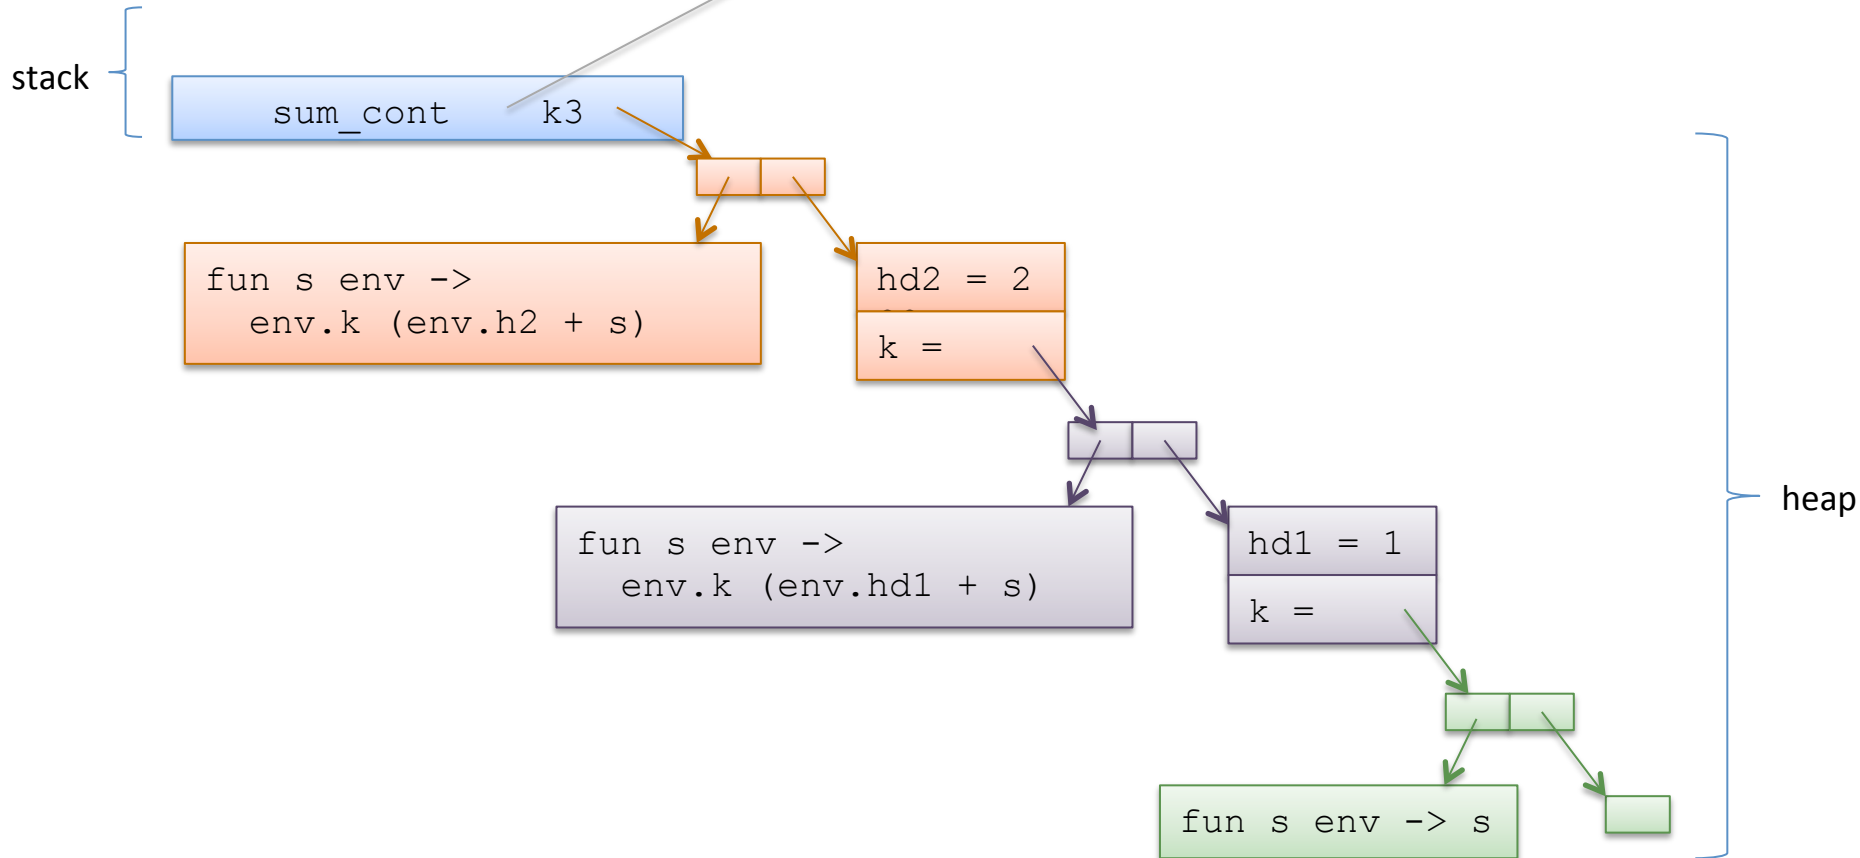 stack
sum_cont k3
fun s env ->
env.k (env.h2 + s)
hd2 = 2
k =
fun s env ->
env.k (env.hd1 + s)
hd1 = 1
k =
heap
fun s env -> s